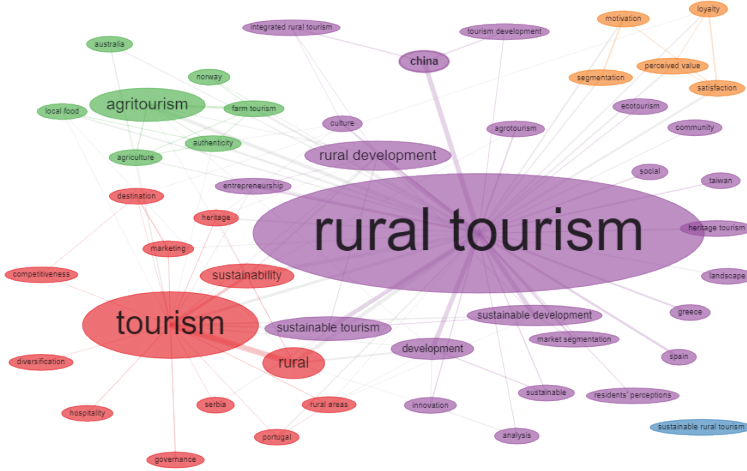 loyalty
motivation
integrated rural tourism
tourism development
australia
china
perceived value
norway
segmentation
satisfaction
agritourism
farm tourism
ecotourism
local-food
culture
agrotourism
community
authenticity
agriculture
rural development
social
taiwan
entrepreneurship
destination
heritage
rural tourism
heritage tourism
marketing
competitiveness
sustainability
landscape
greece
tourism
sustainable tourism
sustainable development
market segmentation
development
spain
diversification
rural
sustainable
residents' perceptions
serbia
rural areas
innovation
hospitality
sustainable rural tourism
portugal
analysis
governance